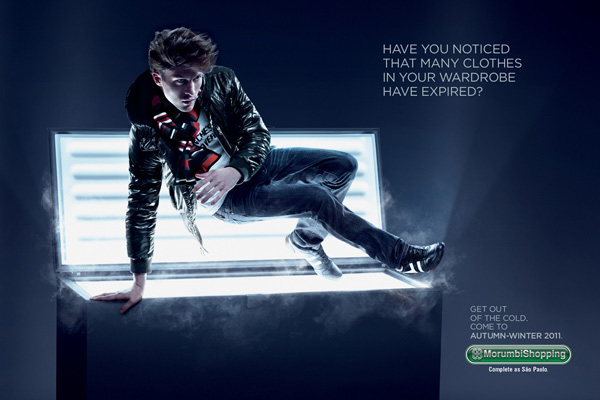 HAVE YOU NOTICED
THAT MANY CLOTHES
IN YOUR WARDROBE
HAVE EXPIRED?
GET OUT
OF THE COLD.
COME TO
AUTUMN-WINTER 2011.
MorumbiShopping
Complete as São Paulo.